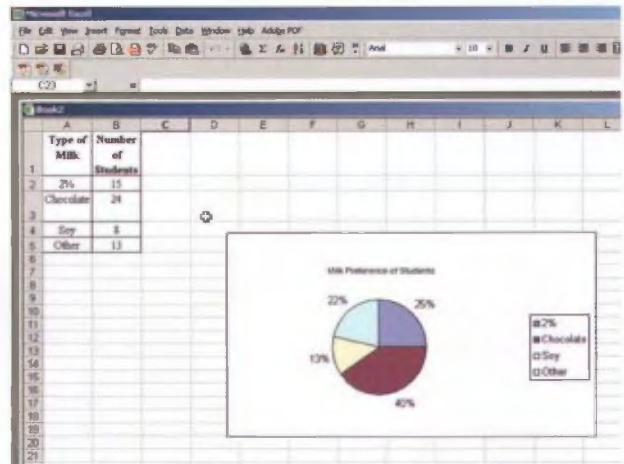 Microsoft Excel
File Edit View Insert Format Tools Data Window Help Adobe PDF
Arial 10 B I U
C23 =
Book2
A B C D E F G H I J K L
1 Type of Milk Number of Students
2 2% 15
3 Chocolate 24
4 Soy 8
5 Other 13
6
7
8
9
10
11
12
13
14
15
16
17
18
19
20
21
Milk Preference of Students
22% 25%
13%
40%
2%
Chocolate
Soy
Other